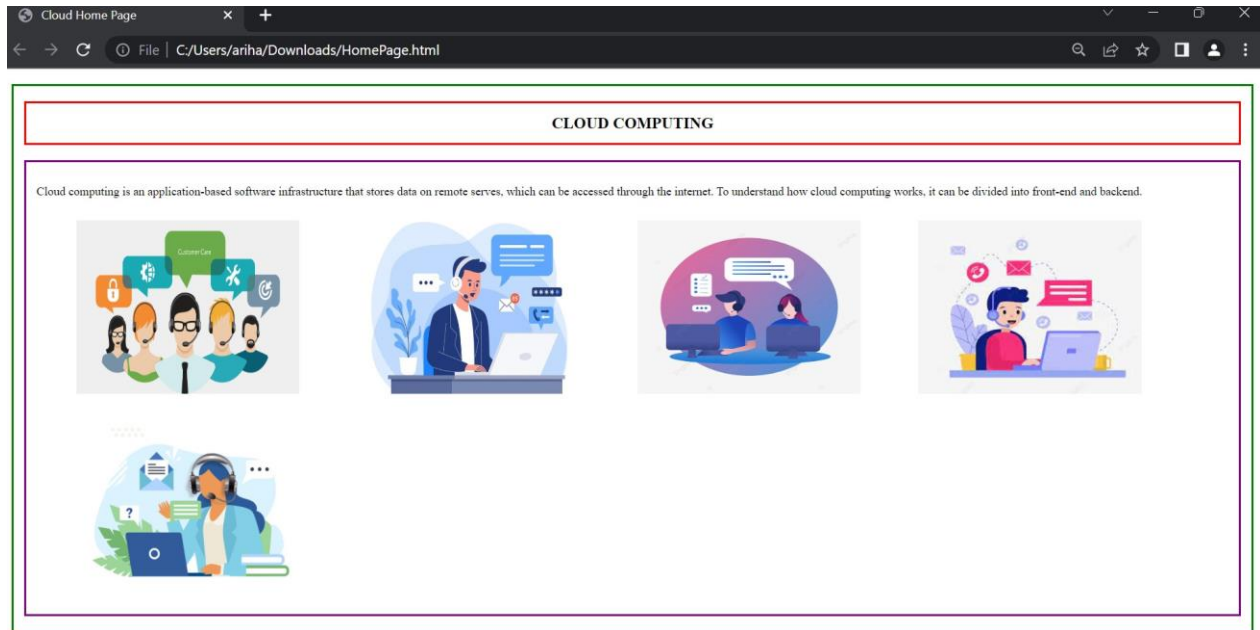 Cloud Home Page
File | C:/Users/ariha/Downloads/HomePage.html
CLOUD COMPUTING
Cloud computing is an application-based software infrastructure that stores data on remote serves, which can be accessed through the internet. To understand how cloud computing works, it can be divided into front-end and backend.
Customer Care
?